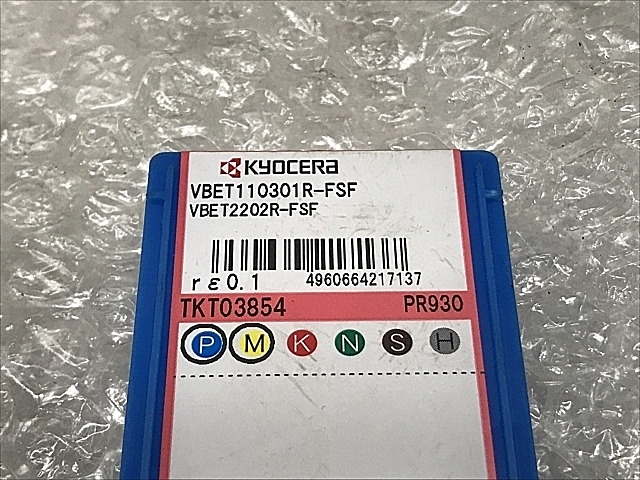 KYOCERA
VBET110301R-FSF
VBET2202R-FSF
rε0.1 4960664217137
TKT03854 PR930
P M K N S H